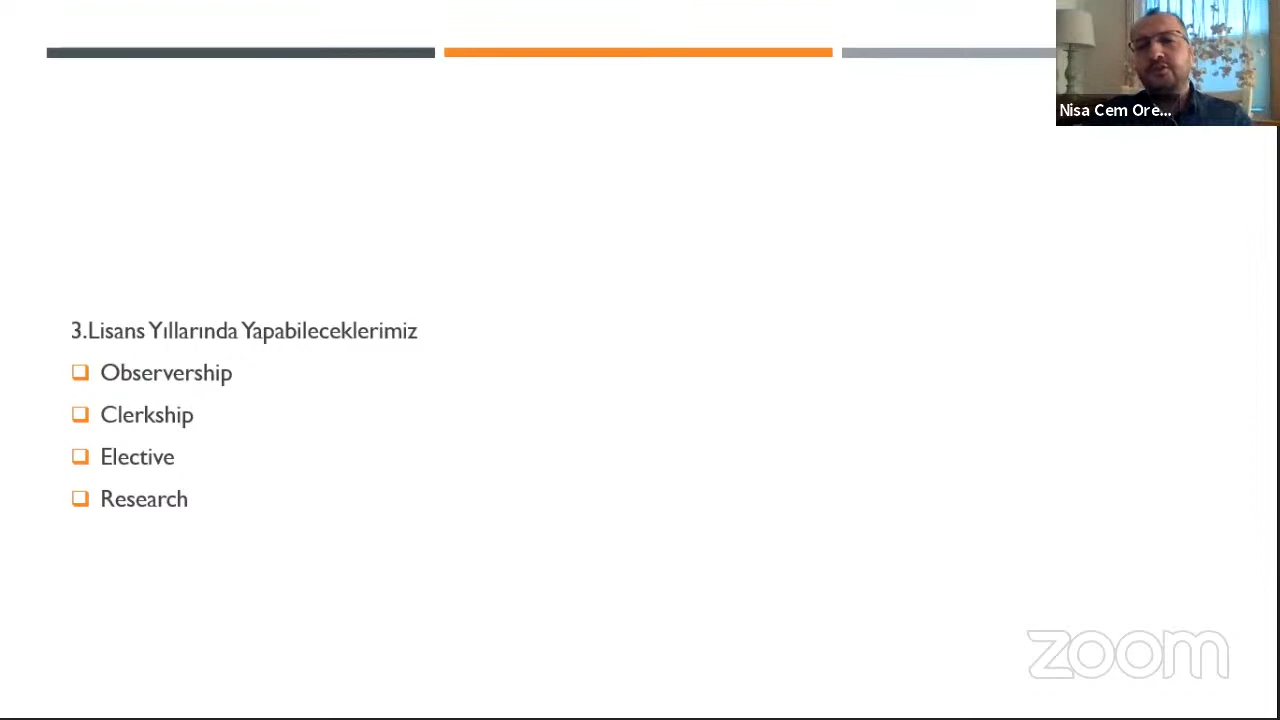 Nisa Cem Ore...
3.Lisans Yıllarında Yapabileceklerimiz
Observership
Clerkship
Elective
Research
zoom